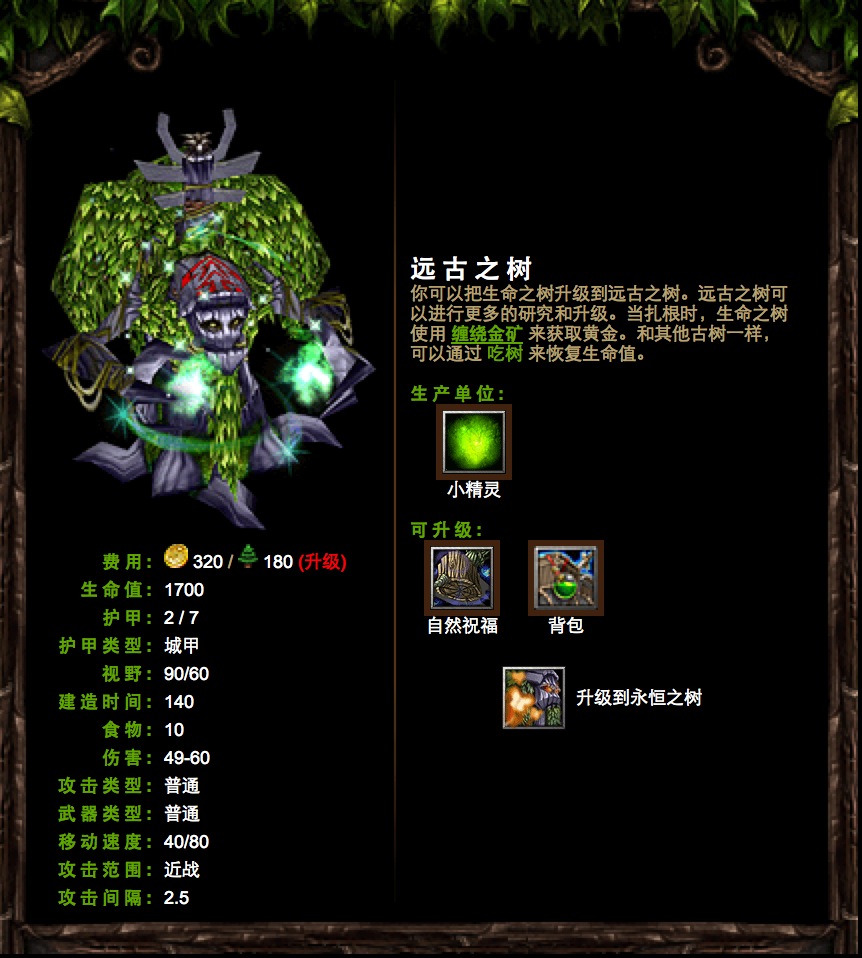 远古之树
你可以把生命之树升级到远古之树。远古之树可
以进行更多的研究和升级。当扎根时，生命之树
使用 缠绕金矿 来获取黄金。和其他古树一样，
可以通过 吃树 来恢复生命值。
生产单位:
小精灵
可升级:
自然祝福
背包
升级到永恒之树
费用: 320 / 180 (升级)
生命值: 1700
护甲: 2 / 7
护甲类型: 城甲
视野: 90/60
建造时间: 140
食物: 10
伤害: 49-60
攻击类型: 普通
武器类型: 普通
移动速度: 40/80
攻击范围: 近战
攻击间隔: 2.5